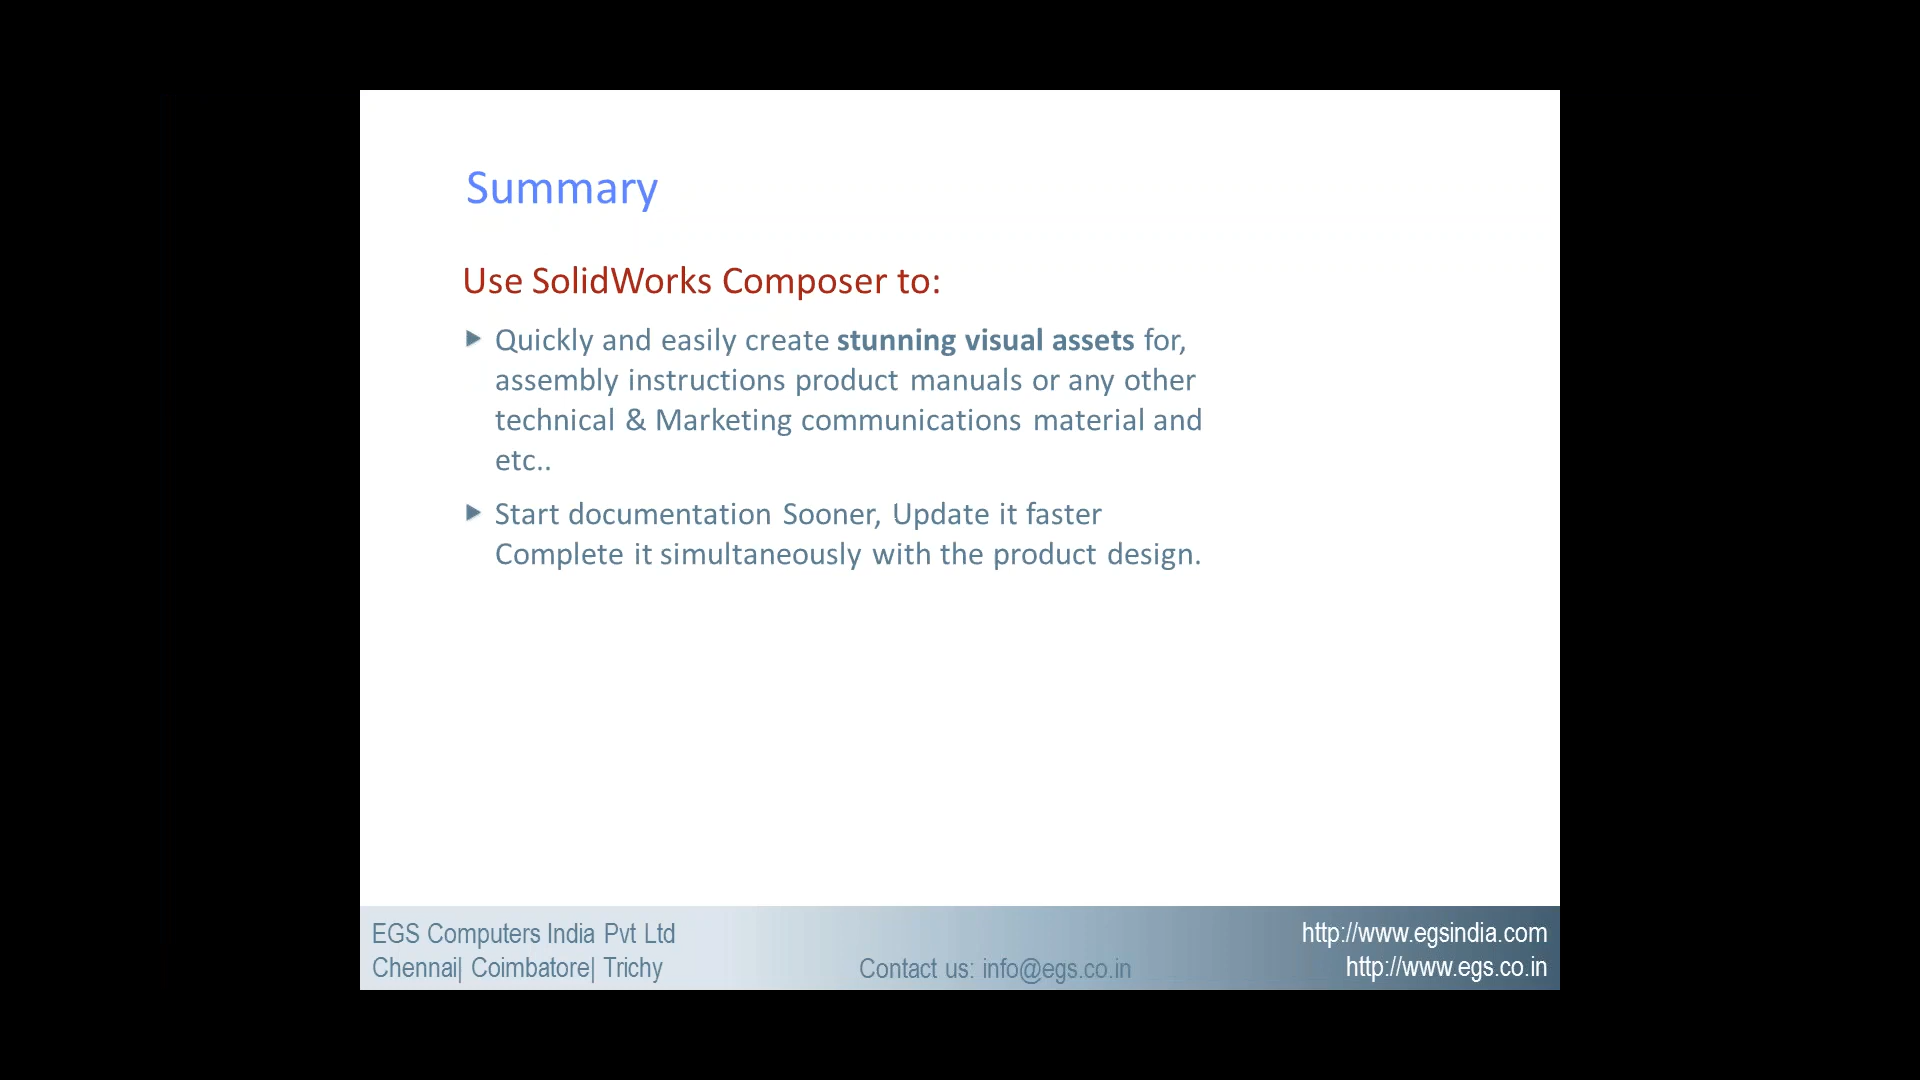 Summary
Use SolidWorks Composer to:
Quickly and easily create stunning visual assets for,
assembly instructions product manuals or any other
technical & Marketing communications material and
etc..
Start documentation Sooner, Update it faster
Complete it simultaneously with the product design.
EGS Computers India Pvt Ltd
Chennai| Coimbatore| Trichy
Contact us: info@egs.co.in
http://www.egsindia.com
http://www.egs.co.in